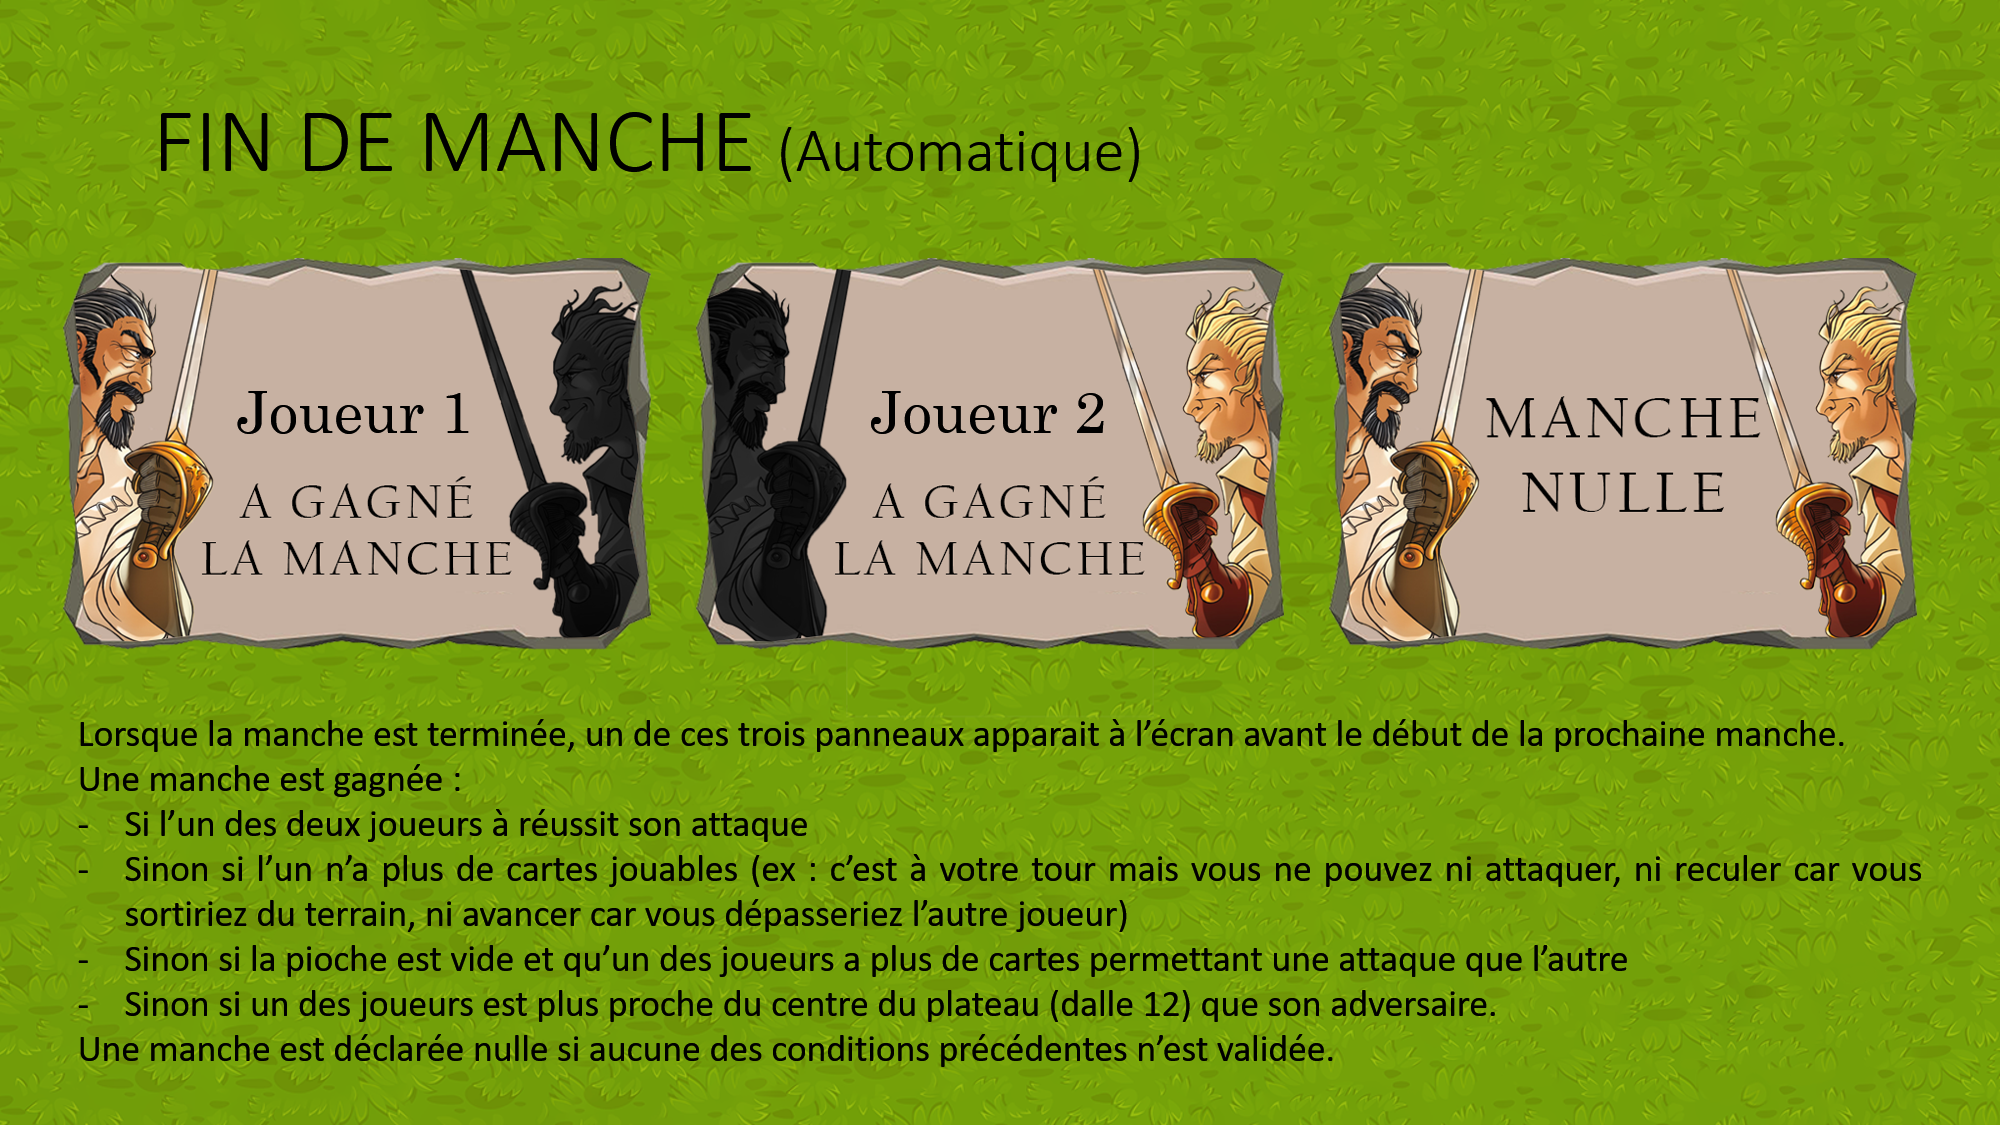 FIN DE MANCHE (Automatique)
Joueur 1
A GAGNÉ
LA MANCHE
Joueur 2
A GAGNÉ
LA MANCHE
MANCHE
NULLE
Lorsque la manche est terminée, un de ces trois panneaux apparait à l’écran avant le début de la prochaine manche.
Une manche est gagnée :
- Si l’un des deux joueurs à réussit son attaque
- Sinon si l’un n’a plus de cartes jouables (ex : c’est à votre tour mais vous ne pouvez ni attaquer, ni reculer car vous
sortiriez du terrain, ni avancer car vous dépasseriez l’autre joueur)
- Sinon si la pioche est vide et qu’un des joueurs a plus de cartes permettant une attaque que l’autre
- Sinon si un des joueurs est plus proche du centre du plateau (dalle 12) que son adversaire.
Une manche est déclarée nulle si aucune des conditions précédentes n’est validée.